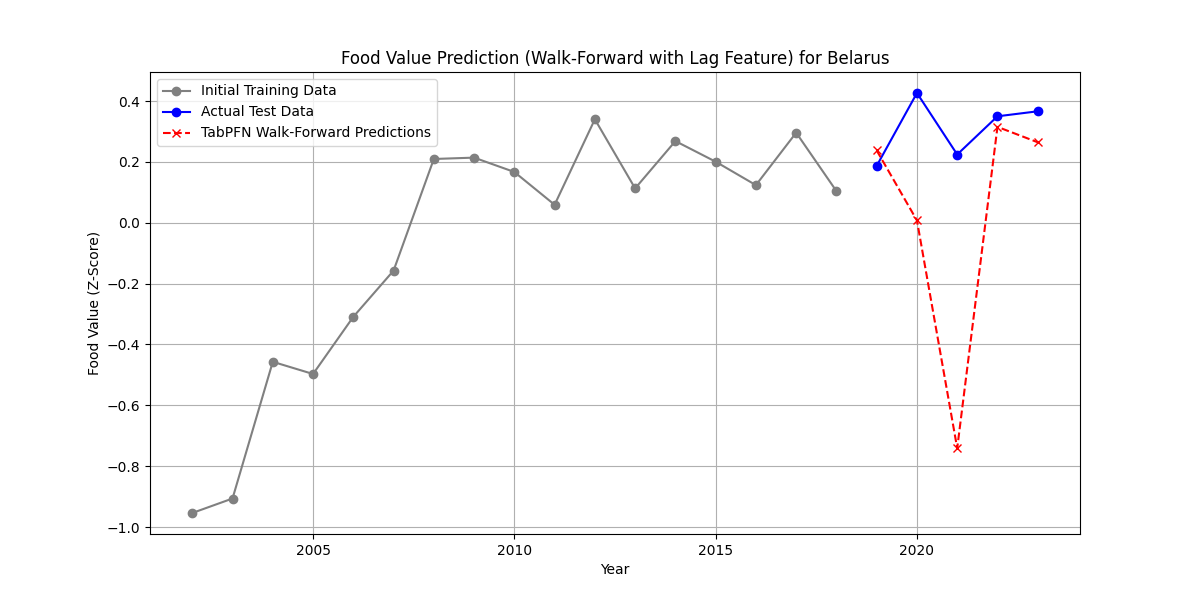 Food Value Prediction (Walk-Forward with Lag Feature) for Belarus
Initial Training Data
Actual Test Data
TabPFN Walk-Forward Predictions
Food Value (Z-Score)
0.4
0.2
0.0
−0.2
−0.4
−0.6
−0.8
−1.0
2005 2010 2015 2020
Year